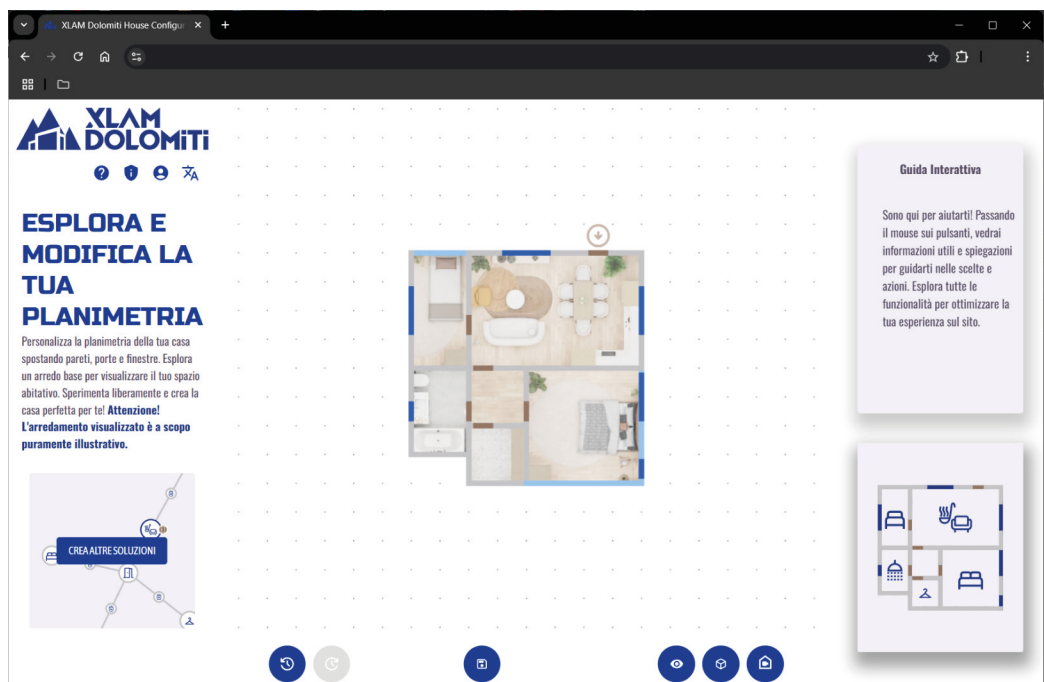 XLAM Dolomiti House Configu
XLAM
DOLOMiTi
ESPLORA E
MODIFICA LA
TUA
PLANIMETRIA
Personalizza la planimetria della tua casa
spostando pareti, porte e finestre. Esplora
un arredo base per visualizzare il tuo spazio
abitativo. Sperimenta liberamente e crea la
casa perfetta per te! Attenzione!
L'arredamento visualizzato è a scopo
puramente illustrativo.
CREA ALTRE SOLUZIONI
Guida Interattiva
Sono qui per aiutarti! Passando
il mouse sui pulsanti, vedrai
informazioni utili e spiegazioni
per guidarti nelle scelte e
azioni. Esplora tutte le
funzionalità per ottimizzare la
tua esperienza sul sito.